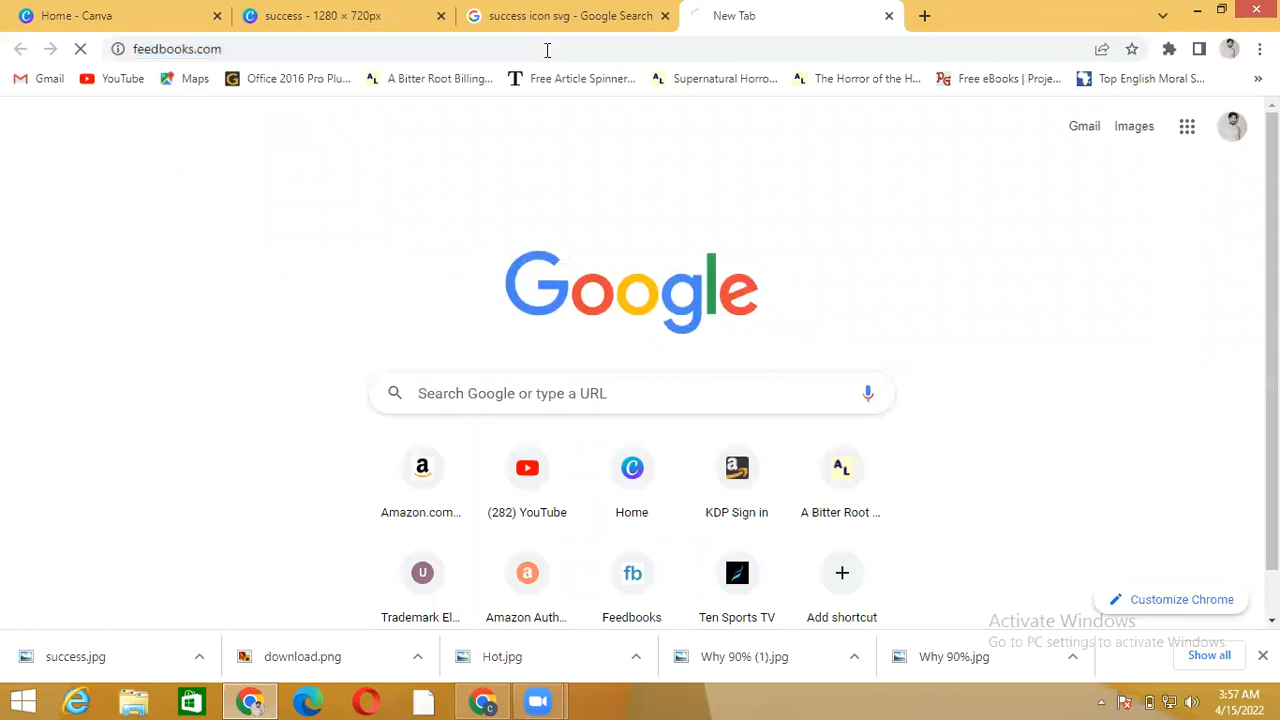 Home - Canva
success - 1280 × 720px
success icon svg - Google Search
New Tab
feedbooks.com
Gmail
YouTube
Maps
Office 2016 Pro Plu...
A Bitter Root Billing...
Free Article Spinner...
Supernatural Horro...
The Horror of the H...
Free eBooks | Proje...
Top English Moral S...
Gmail
Images
Google
Search Google or type a URL
Amazon.com...
(282) YouTube
Home
KDP Sign in
A Bitter Root ...
Trademark El...
Amazon Auth...
Feedbooks
Ten Sports TV
Add shortcut
Customize Chrome
Activate Windows
Go to PC settings to activate Windows.
success.jpg
download.png
Hot.jpg
Why 90% (1).jpg
Why 90%.jpg
Show all
3:57 AM
4/15/2022